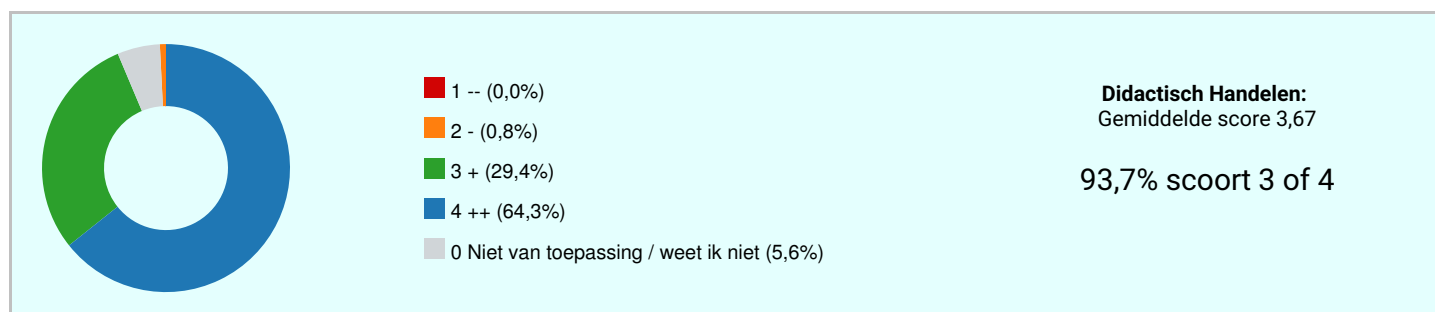 1 -- (0,0%)
2 - (0,8%)
3 + (29,4%)
4 ++ (64,3%)
0 Niet van toepassing / weet ik niet (5,6%)
Didactisch Handelen:
Gemiddelde score 3,67
93,7% scoort 3 of 4